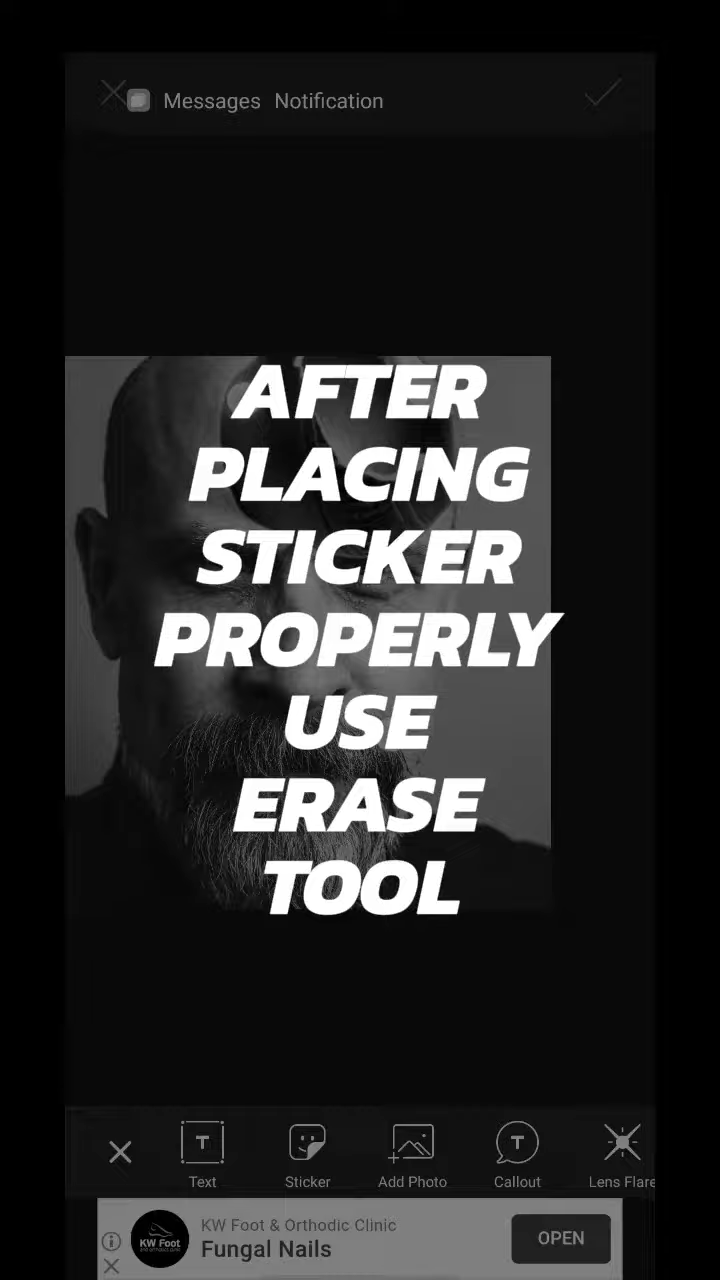 Messages Notification
AFTER
PLACING
STICKER
PROPERLY
USE
ERASE
TOOL
Text
Sticker
Add Photo
Callout
Lens Flare
KW Foot & Orthodic Clinic
Fungal Nails
KW Foot
OPEN